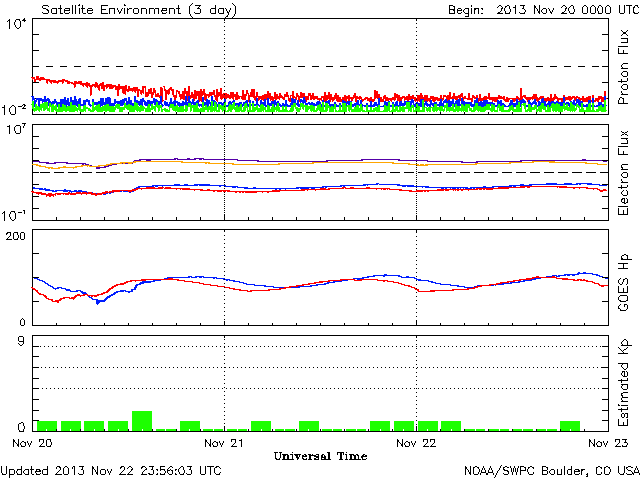 Satellite Environment (3 day) Begin: 2013 Nov 20 0000 UTC
10⁴
10⁻²
Proton Flux
10⁷
10⁻¹
Electron Flux
200
0
GOES Hp
9
0
Estimated Kp
Nov 20 Nov 21 Nov 22 Nov 23
Universal Time
Updated 2013 Nov 22 23:56:03 UTC NOAA/SWPC Boulder, CO USA